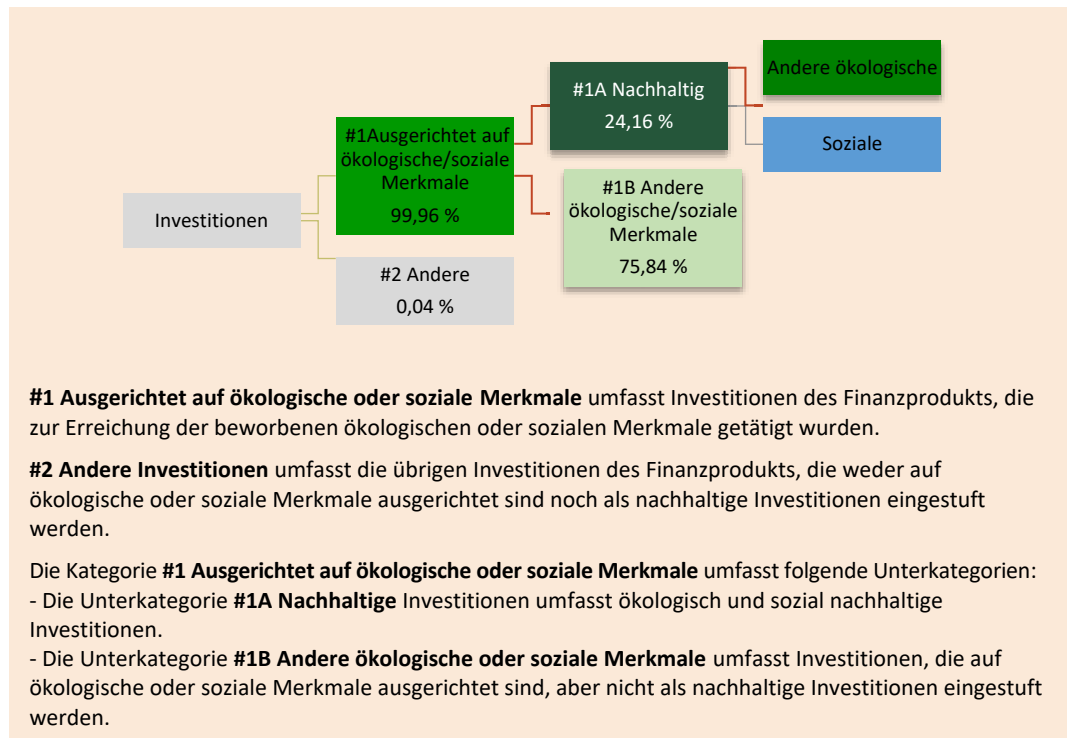 Investitionen
#1Ausgerichtet auf
ökologische/soziale
Merkmale
99,96 %
#2 Andere
0,04 %
#1A Nachhaltig
24,16 %
#1B Andere
ökologische/soziale
Merkmale
75,84 %
Andere ökologische
Soziale
#1 Ausgerichtet auf ökologische oder soziale Merkmale umfasst Investitionen des Finanzprodukts, die
zur Erreichung der beworbenen ökologischen oder sozialen Merkmale getätigt wurden.
#2 Andere Investitionen umfasst die übrigen Investitionen des Finanzprodukts, die weder auf
ökologische oder soziale Merkmale ausgerichtet sind noch als nachhaltige Investitionen eingestuft
werden.
Die Kategorie #1 Ausgerichtet auf ökologische oder soziale Merkmale umfasst folgende Unterkategorien:
- Die Unterkategorie #1A Nachhaltige Investitionen umfasst ökologisch und sozial nachhaltige
Investitionen.
- Die Unterkategorie #1B Andere ökologische oder soziale Merkmale umfasst Investitionen, die auf
ökologische oder soziale Merkmale ausgerichtet sind, aber nicht als nachhaltige Investitionen eingestuft
werden.